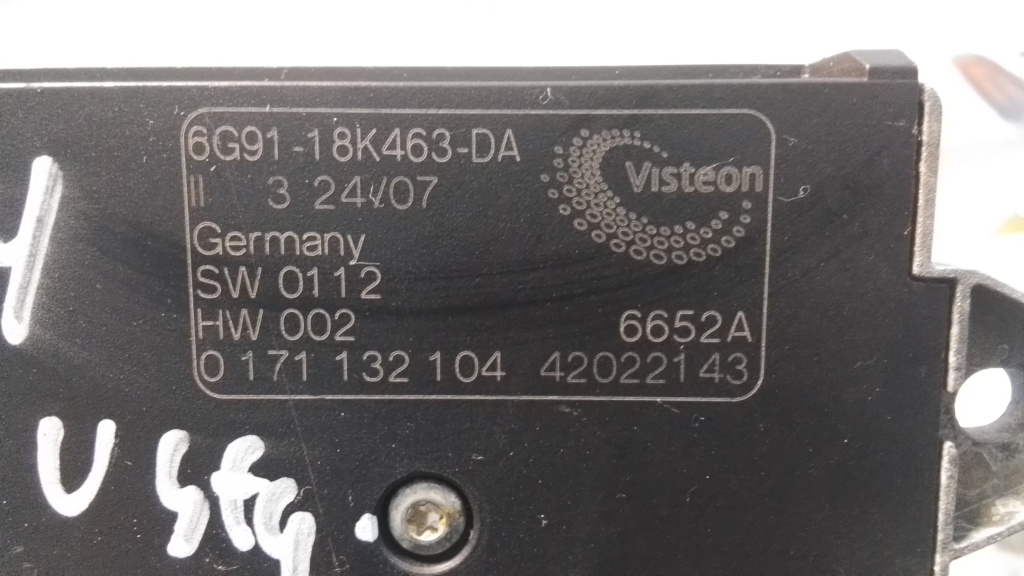 6G91-18K463-DA
Visteon
II 3 24/07
Germany
SW 0112
HW 002 6652A
0 171 132 104 42022143